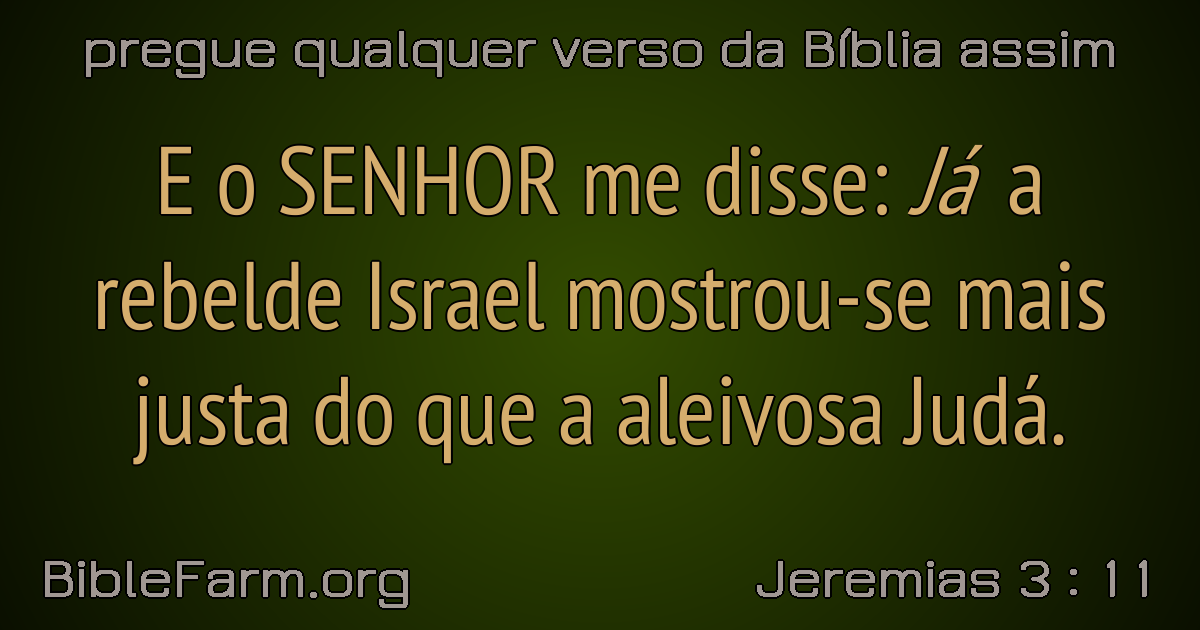 pregue qualquer verso da Bíblia assim
E o SENHOR me disse: Já a
rebelde Israel mostrou-se mais
justa do que a aleivosa Judá.
BibleFarm.org
Jeremias 3 : 11